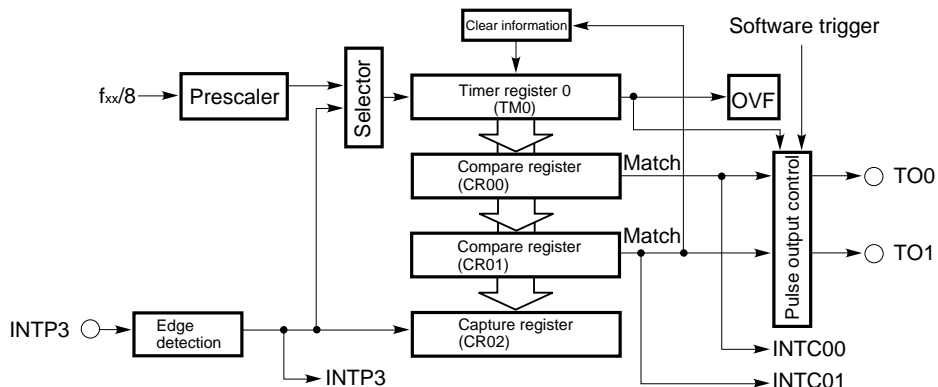 Clear information
Software trigger
fxx/8
Prescaler
Selector
Timer register 0
(TM0)
OVF
Compare register
(CR00)
Match
Pulse output control
TO0
Compare register
(CR01)
Match
TO1
INTP3
Edge
detection
Capture register
(CR02)
INTP3
INTC00
INTC01